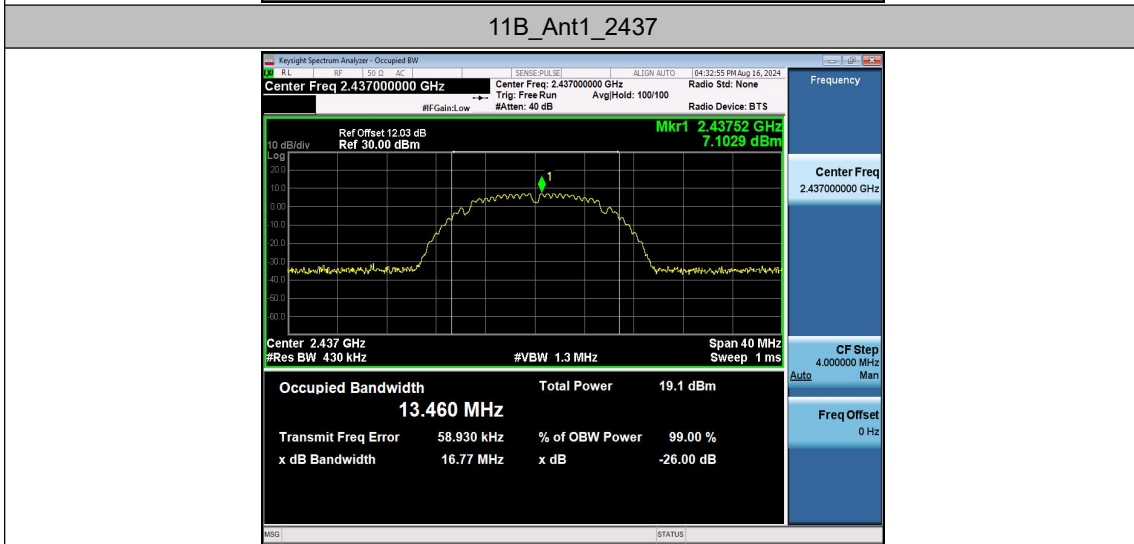 11B_Ant1_2437
Keysight Spectrum Analyzer - Occupied BW
RL RF 50 Ω AC SENSE:PULSE ALIGN AUTO 04:32:55 PM Aug 16, 2024
Center Freq 2.437000000 GHz
Center Freq: 2.437000000 GHz Radio Std: None
Trig: Free Run Avg|Hold: 100/100
#IFGain:Low #Atten: 40 dB Radio Device: BTS
Frequency
Mkr1 2.43752 GHz
7.1029 dBm
Ref Offset 12.03 dB
10 dB/div Ref 30.00 dBm
Log
20.0
10.0
0.00
-10.0
-20.0
-30.0
-40.0
-50.0
-60.0
1
Center Freq
2.437000000 GHz
Center 2.437 GHz Span 40 MHz
#Res BW 430 kHz #VBW 1.3 MHz Sweep 1 ms
CF Step
4.000000 MHz
Auto Man
Occupied Bandwidth Total Power 19.1 dBm
13.460 MHz
Transmit Freq Error 58.930 kHz % of OBW Power 99.00 %
x dB Bandwidth 16.77 MHz x dB -26.00 dB
Freq Offset
0 Hz
MSG STATUS